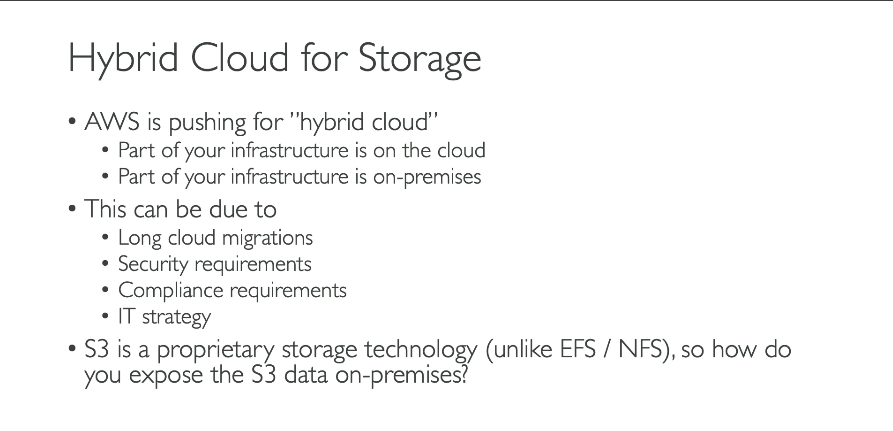 Hybrid Cloud for Storage
• AWS is pushing for ”hybrid cloud”
• Part of your infrastructure is on the cloud
• Part of your infrastructure is on-premises
• This can be due to
• Long cloud migrations
• Security requirements
• Compliance requirements
• IT strategy
• S3 is a proprietary storage technology (unlike EFS / NFS), so how do
you expose the S3 data on-premises?